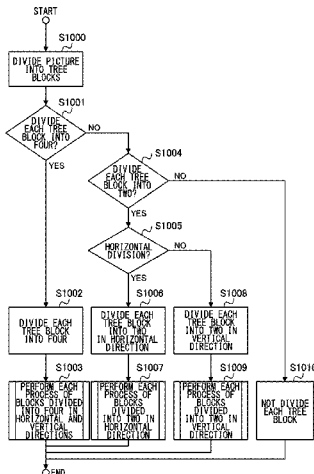 START
S1000
DIVIDE PICTURE
INTO TREE
BLOCKS
S1001
DIVIDE
EACH TREE
BLOCK INTO
FOUR?
NO
YES
S1004
DIVIDE
EACH TREE
BLOCK INTO
TWO?
NO
YES
S1005
HORIZONTAL
DIVISION?
NO
YES
S1002
DIVIDE EACH
TREE BLOCK
INTO FOUR
S1006
DIVIDE EACH
TREE BLOCK
INTO TWO
IN HORIZONTAL
DIRECTION
S1008
DIVIDE EACH
TREE BLOCK
INTO TWO IN
VERTICAL
DIRECTION
S1003
PERFORM EACH
PROCESS OF
BLOCKS DIVIDED
INTO FOUR IN
HORIZONTAL AND
VERTICAL
DIRECTIONS
S1007
PERFORM EACH
PROCESS OF
BLOCKS
DIVIDED
INTO TWO IN
HORIZONTAL
DIRECTION
S1009
PERFORM EACH
PROCESS OF
BLOCKS
DIVIDED
INTO TWO IN
VERTICAL
DIRECTION
S1010
NOT DIVIDE
EACH TREE
BLOCK
END